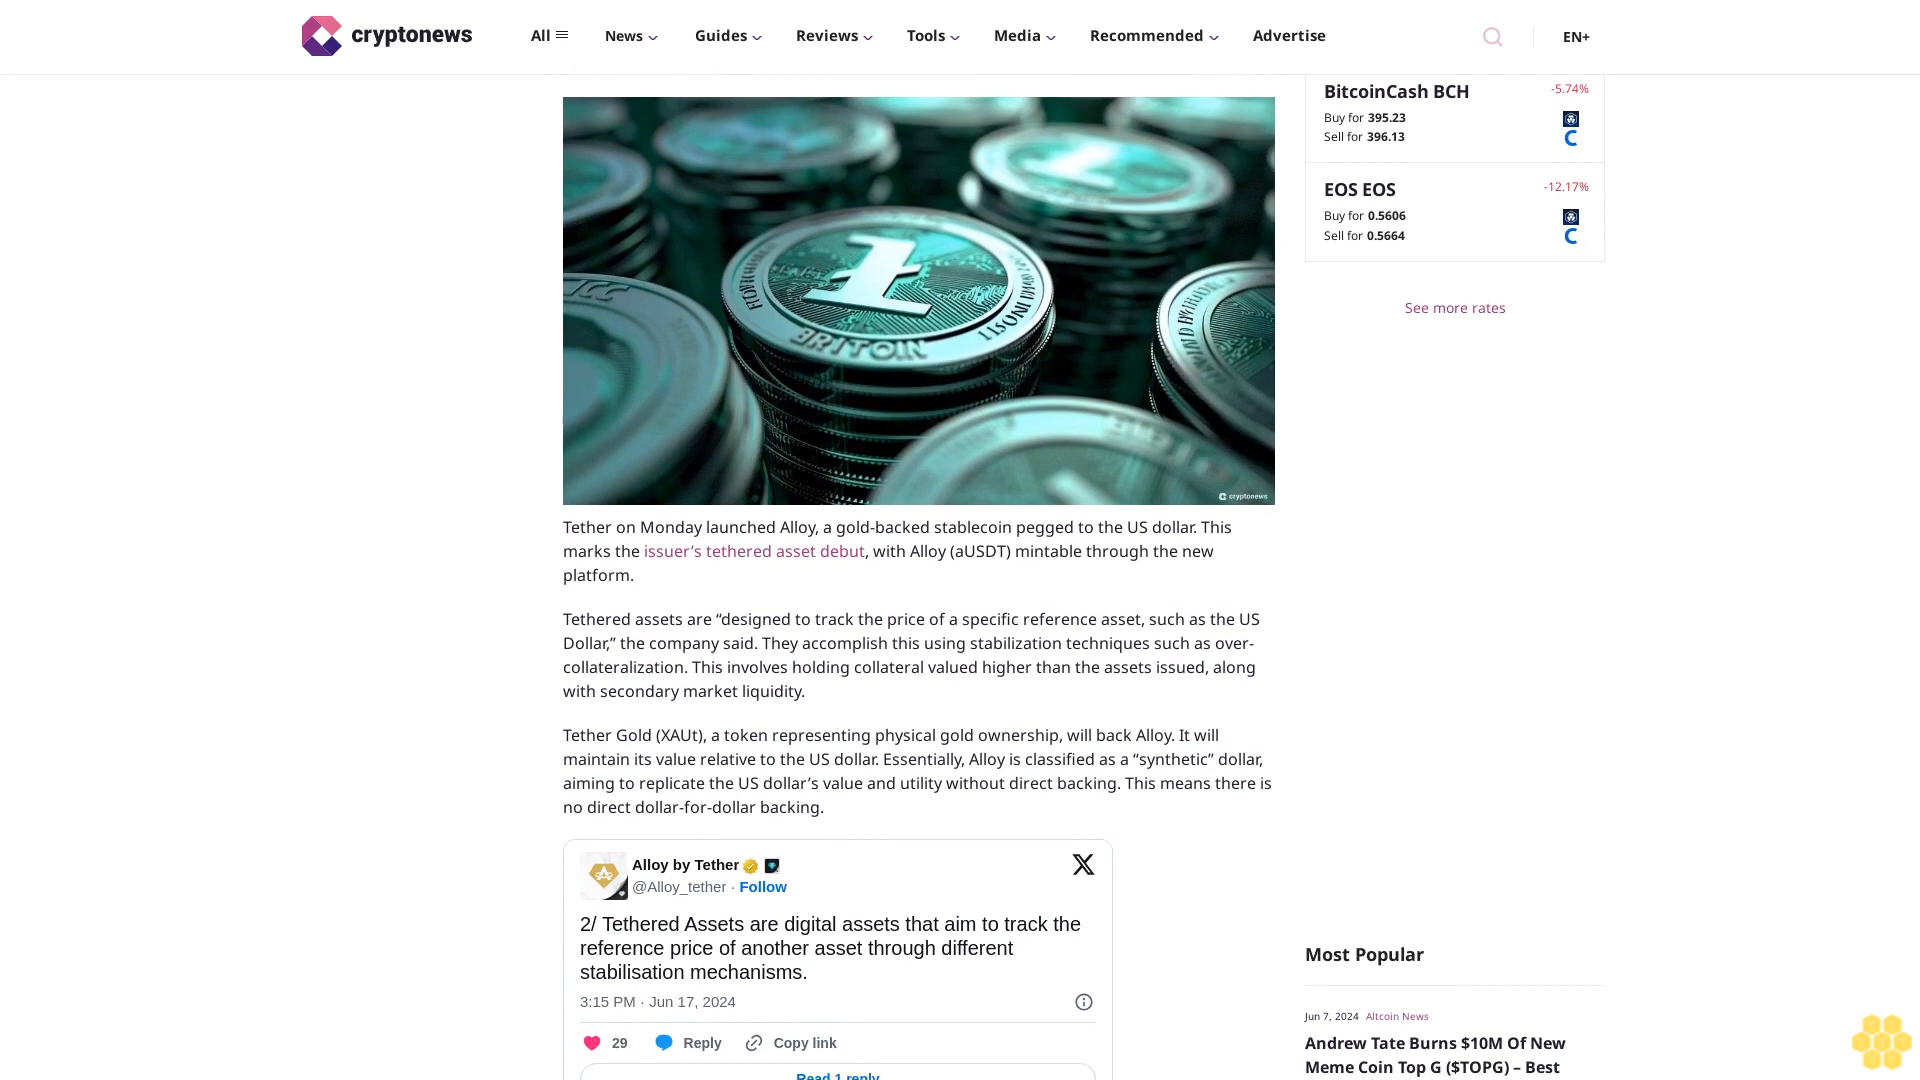 cryptonews
All
News
Guides
Reviews
Tools
Media
Recommended
Advertise
EN+
BitcoinCash BCH
-5.74%
Buy for 395.23
Sell for 396.13
EOS EOS
-12.17%
Buy for 0.5606
Sell for 0.5664
See more rates
BRITOIN
cryptonews
Tether on Monday launched Alloy, a gold-backed stablecoin pegged to the US dollar. This
marks the issuer’s tethered asset debut, with Alloy (aUSDT) mintable through the new
platform.
Tethered assets are “designed to track the price of a specific reference asset, such as the US
Dollar,” the company said. They accomplish this using stabilization techniques such as over-
collateralization. This involves holding collateral valued higher than the assets issued, along
with secondary market liquidity.
Tether Gold (XAUt), a token representing physical gold ownership, will back Alloy. It will
maintain its value relative to the US dollar. Essentially, Alloy is classified as a “synthetic” dollar,
aiming to replicate the US dollar’s value and utility without direct backing. This means there is
no direct dollar-for-dollar backing.
Alloy by Tether
@Alloy_tether · Follow
2/ Tethered Assets are digital assets that aim to track the
reference price of another asset through different
stabilisation mechanisms.
3:15 PM · Jun 17, 2024
29
Reply
Copy link
Read 1 reply
Most Popular
Jun 7, 2024 Altcoin News
Andrew Tate Burns $10M Of New
Meme Coin Top G ($TOPG) – Best